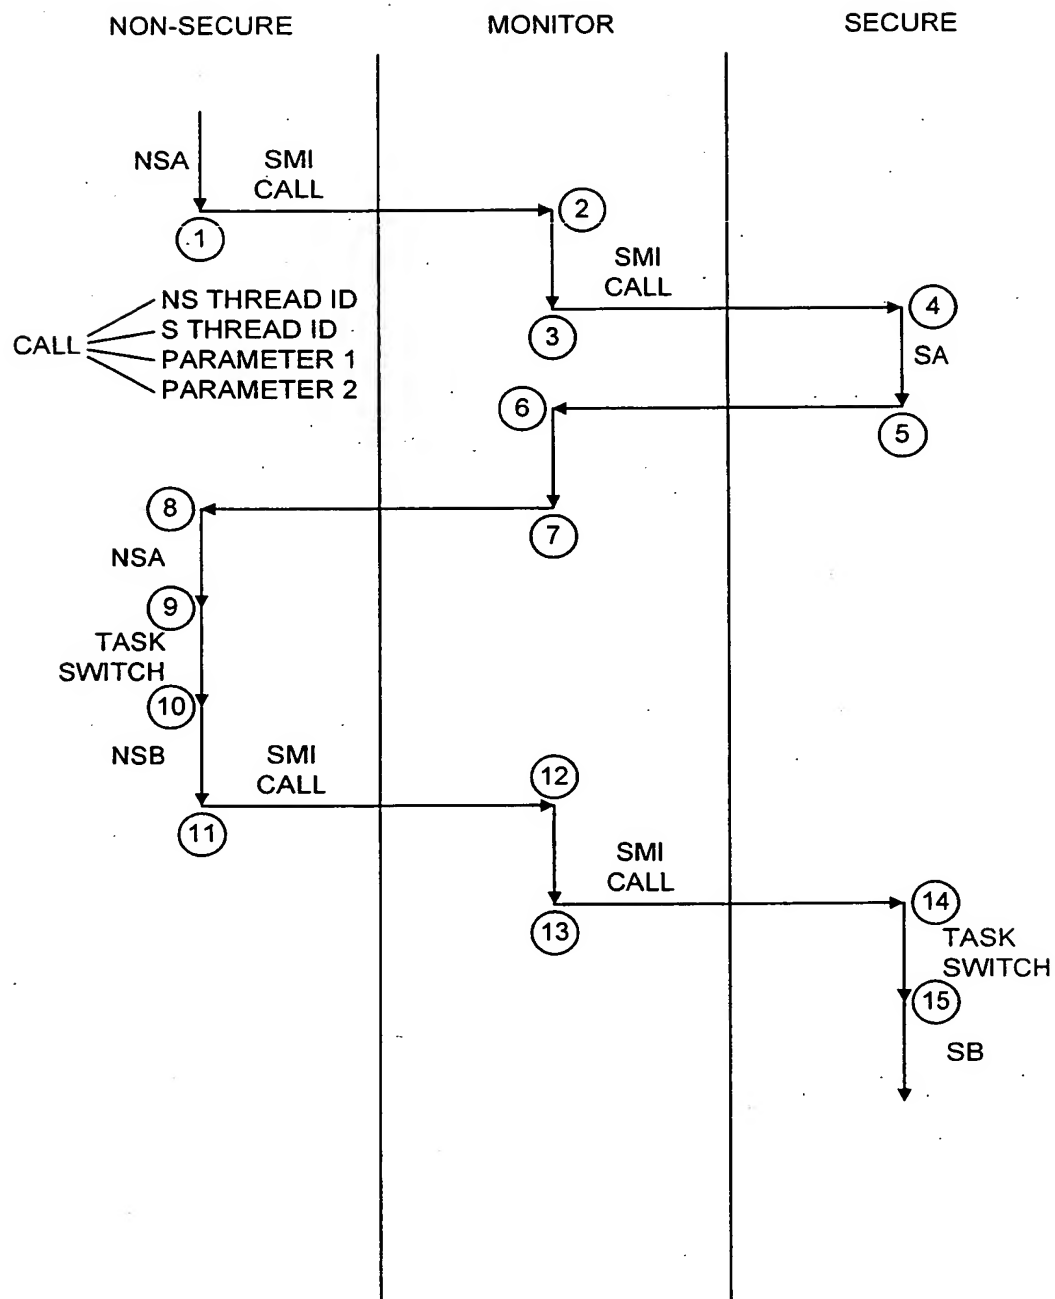 NON-SECURE MONITOR SECURE
NSA
SMI
CALL
1
2
SMI
CALL
3
4
SA
CALL
NS THREAD ID
S THREAD ID
PARAMETER 1
PARAMETER 2
5
6
7
8
NSA
9
TASK
SWITCH
10
NSB
SMI
CALL
11
12
SMI
CALL
13
14
TASK
SWITCH
15
SB